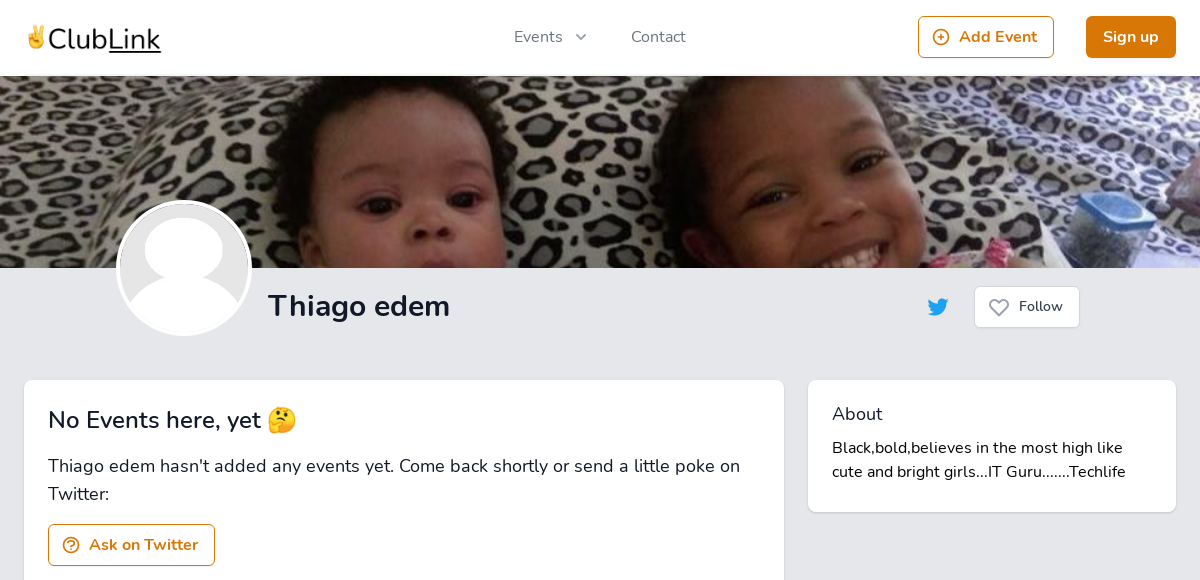 ✌️ClubLink
Events
Contact
Add Event
Sign up
Thiago edem
Follow
No Events here, yet 🤔
Thiago edem hasn't added any events yet. Come back shortly or send a little poke on
Twitter:
Ask on Twitter
About
Black,bold,believes in the most high like
cute and bright girls...IT Guru.......Techlife